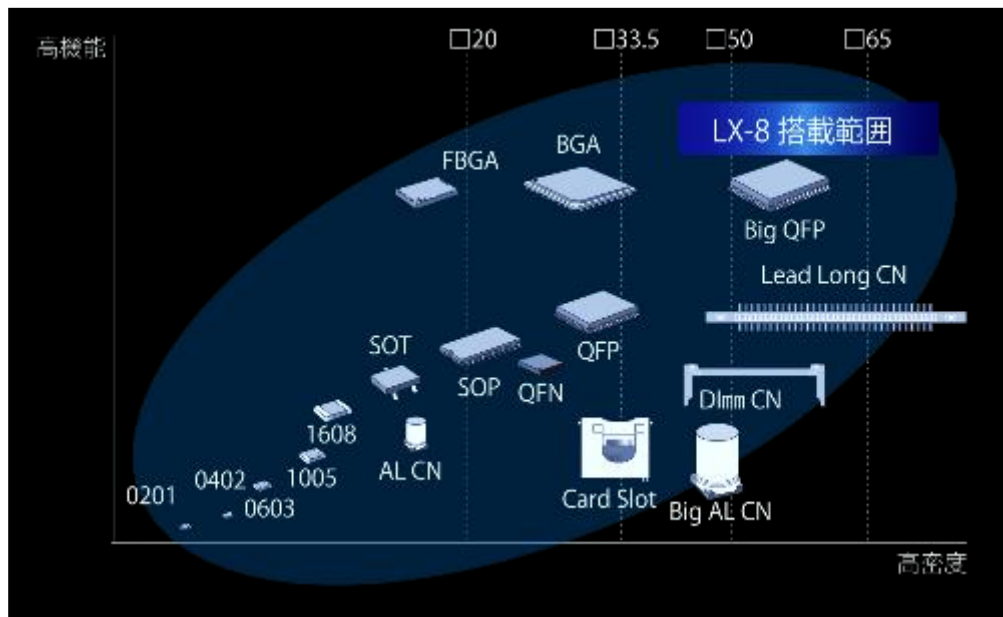 高機能
□20
□33.5
□50
□65
LX-8 搭載範囲
FBGA
BGA
Big QFP
Lead Long CN
SOT
SOP
QFN
QFP
DImm CN
1608
AL CN
0402
1005
0201
0603
Card Slot
Big AL CN
高密度